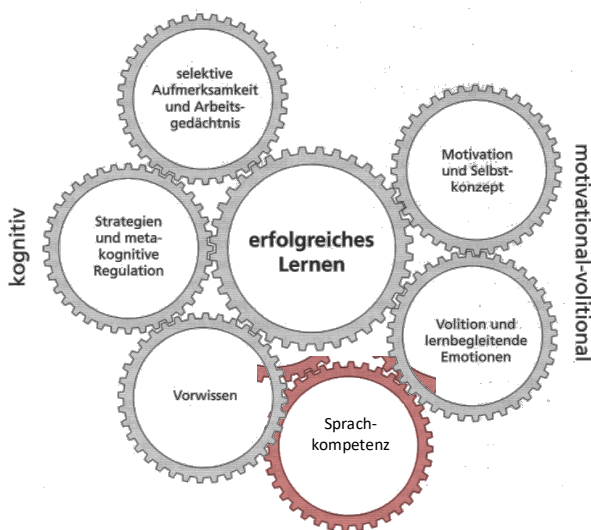 selektive
Aufmerksamkeit
und Arbeits-
gedächtnis
Motivation
und Selbst-
konzept
kognitiv
Strategien
und meta-
kognitive
Regulation
erfolgreiches
Lernen
motivational-volitional
Volition und
lernbegleitende
Emotionen
Vorwissen
Sprach-
kompetenz